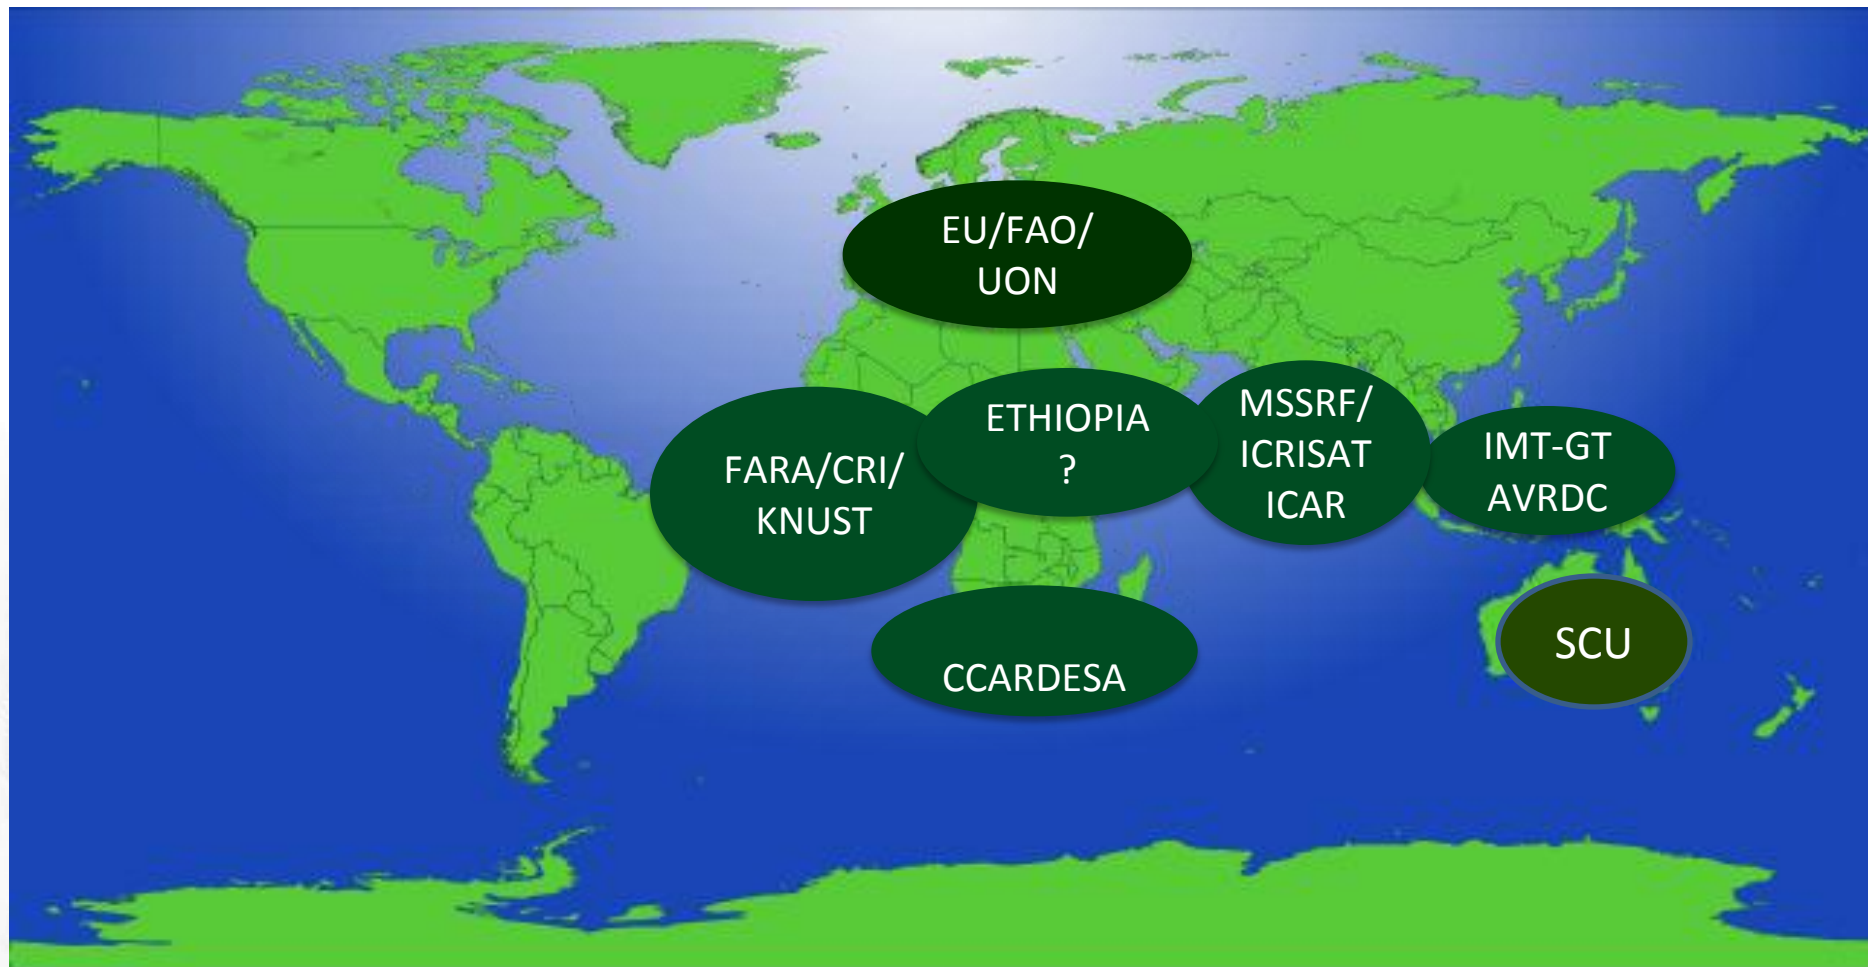 EU/FAO/
UON
ETHIOPIA
?
FARA/CRI/
KNUST
MSSRF/
ICRISAT
ICAR
IMT-GT
AVRDC
CCARDESA
SCU